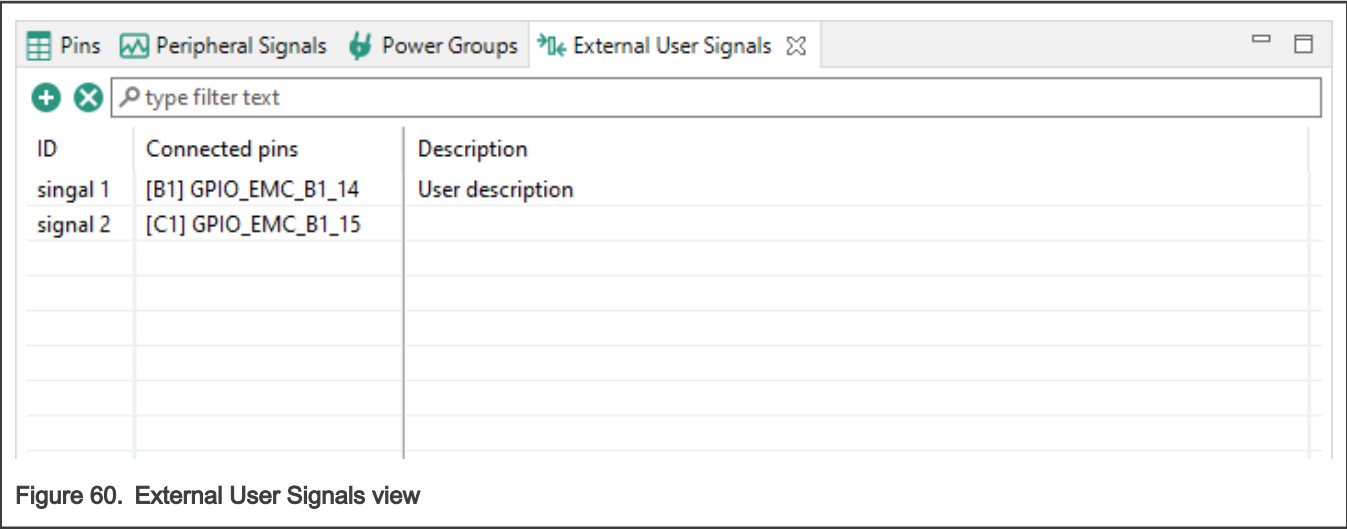 Pins Peripheral Signals Power Groups External User Signals
type filter text
ID Connected pins Description
singal 1 [B1] GPIO_EMC_B1_14 User description
signal 2 [C1] GPIO_EMC_B1_15
Figure 60. External User Signals view